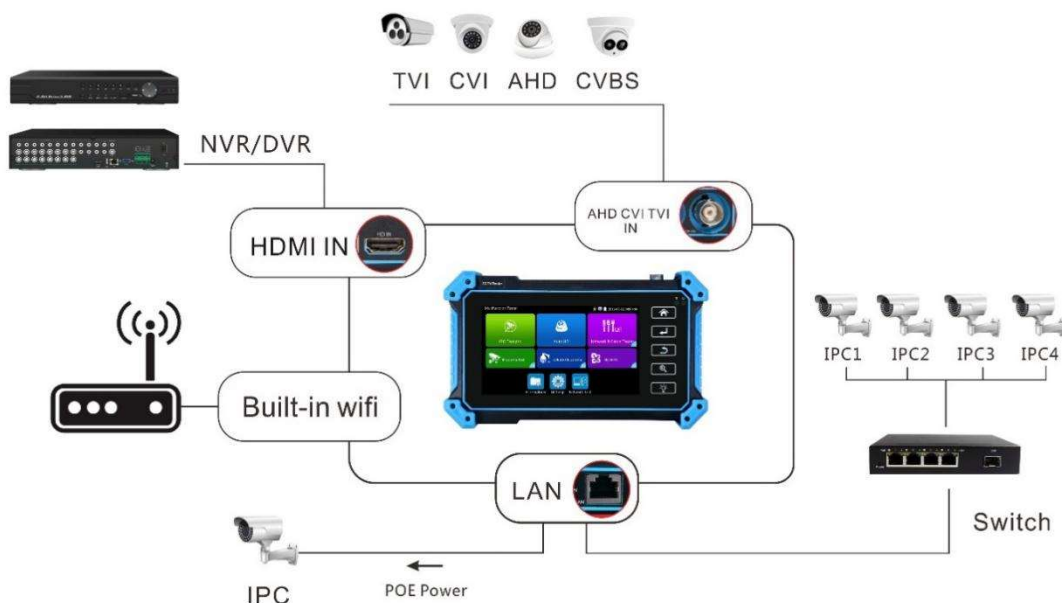 TVI CVI AHD CVBS
NVR/DVR
HDMI IN
AHD CVI TVI
IN
Built-in wifi
LAN
IPC1 IPC2 IPC3 IPC4
Switch
IPC
POE Power